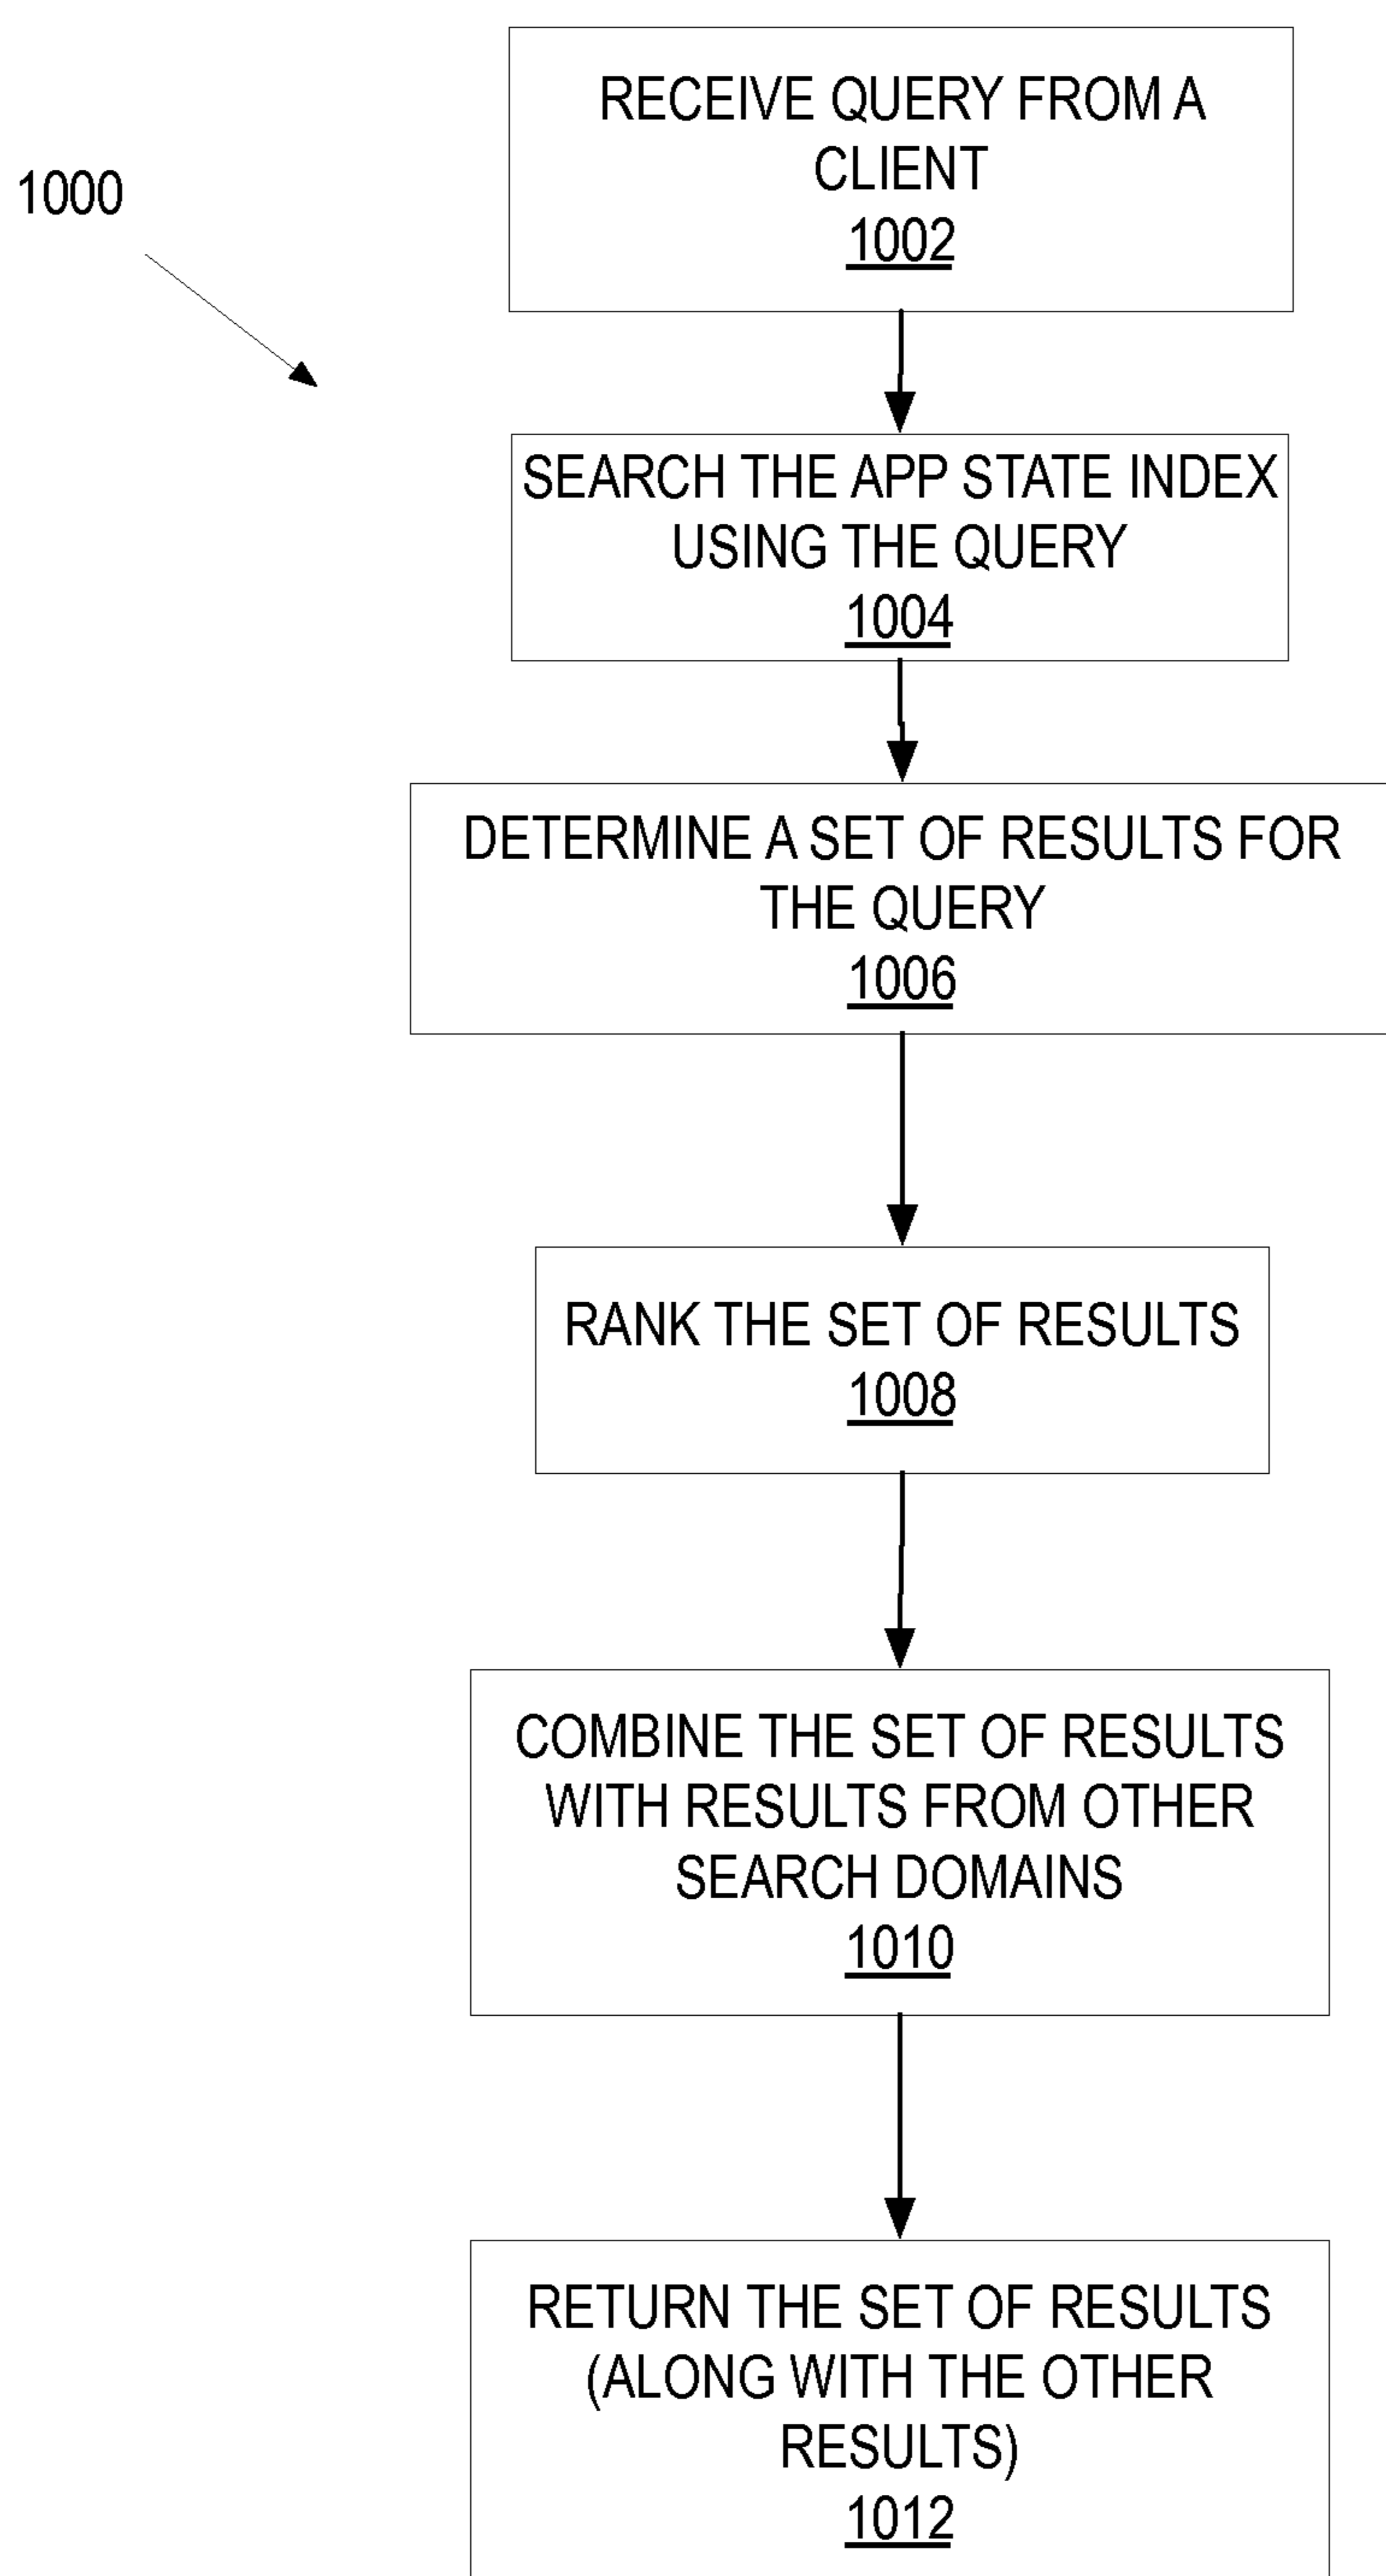 1000
RECEIVE QUERY FROM A
CLIENT
1002
SEARCH THE APP STATE INDEX
USING THE QUERY
1004
DETERMINE A SET OF RESULTS FOR
THE QUERY
1006
RANK THE SET OF RESULTS
1008
COMBINE THE SET OF RESULTS
WITH RESULTS FROM OTHER
SEARCH DOMAINS
1010
RETURN THE SET OF RESULTS
(ALONG WITH THE OTHER
RESULTS)
1012